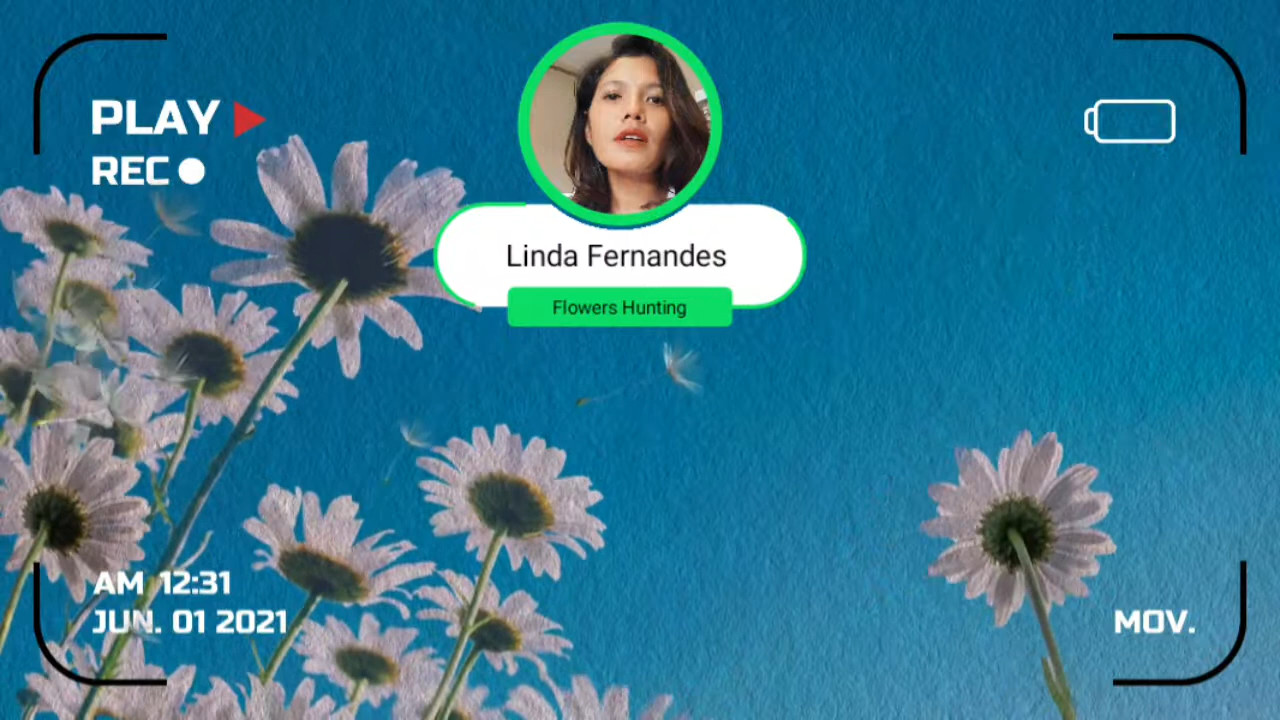 PLAY
REC
Linda Fernandes
Flowers Hunting
AM 12:31
JUN. 01 2021
MOV.